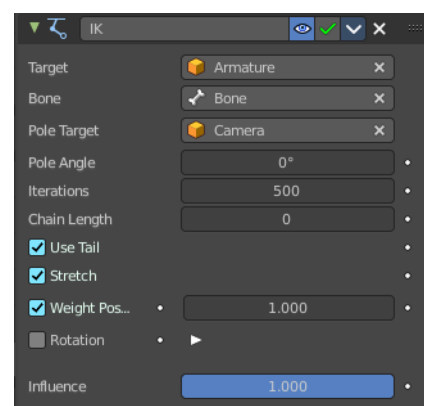 IK
Target Armature
Bone Bone
Pole Target Camera
Pole Angle 0°
Iterations 500
Chain Length 0
Use Tail
Stretch
Weight Pos... 1.000
Rotation
Influence 1.000